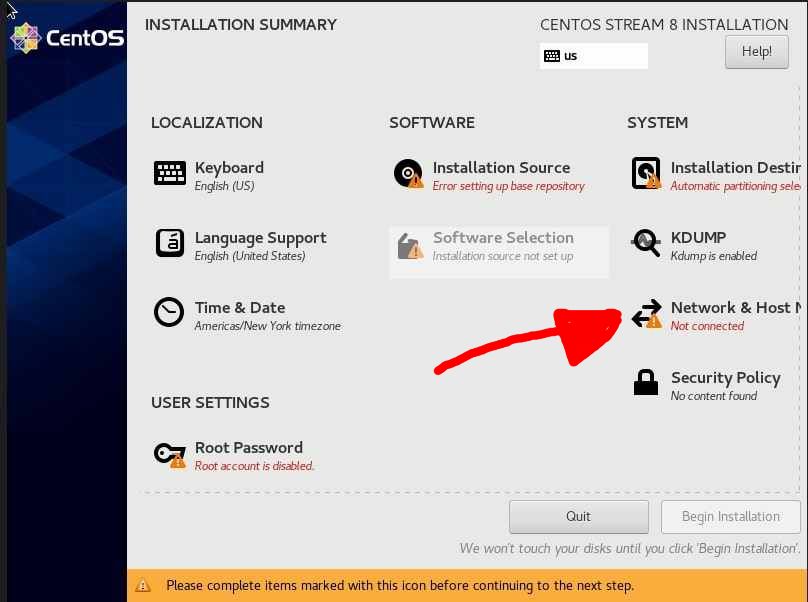 CentOS
INSTALLATION SUMMARY
CENTOS STREAM 8 INSTALLATION
us
Help!
LOCALIZATION
Keyboard
English (US)
Language Support
English (United States)
Time & Date
Americas/New York timezone
USER SETTINGS
Root Password
Root account is disabled.
SOFTWARE
Installation Source
Error setting up base repository
Software Selection
Installation source not set up
SYSTEM
Installation Destin
Automatic partitioning sele
KDUMP
Kdump is enabled
Network & Host N
Not connected
Security Policy
No content found
Quit
Begin Installation
We won't touch your disks until you click 'Begin Installation'.
Please complete items marked with this icon before continuing to the next step.